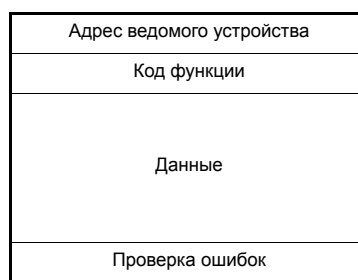 Адрес ведомого устройства
Код функции
Данные
Проверка ошибок